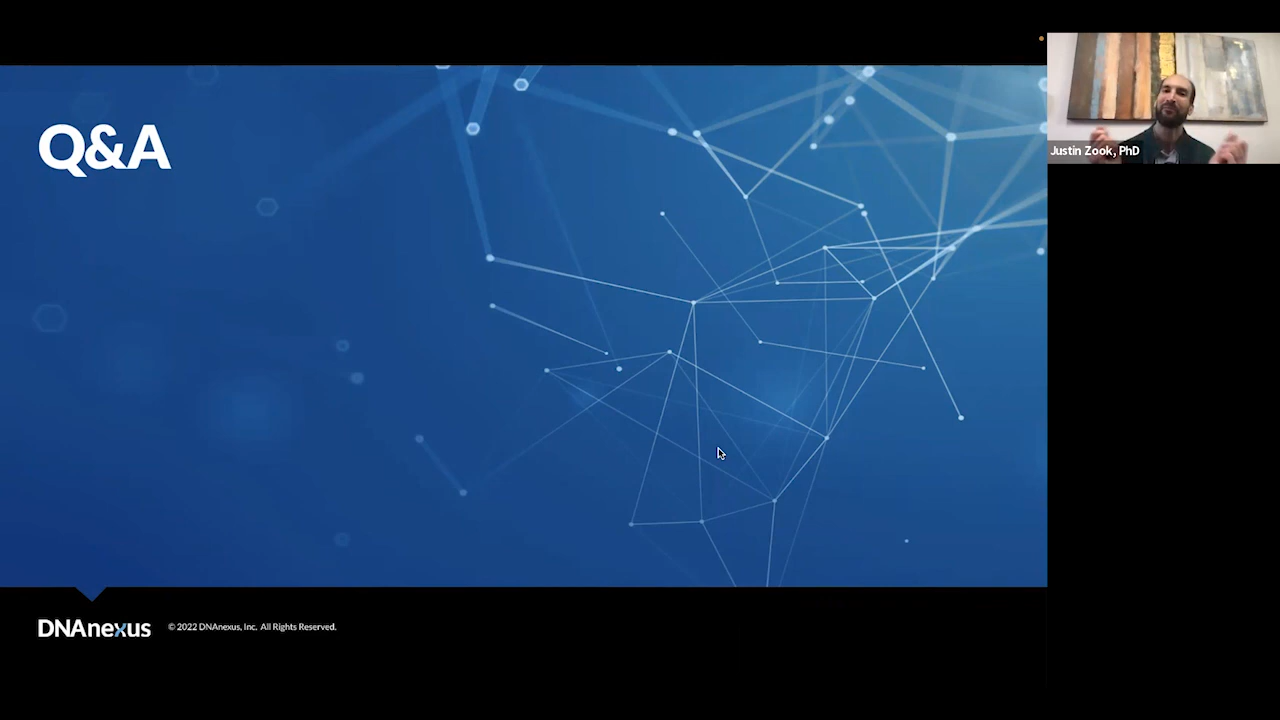 Q&A
Justin Zook, PhD
DNAnexus
© 2022 DNAnexus, Inc. All Rights Reserved.